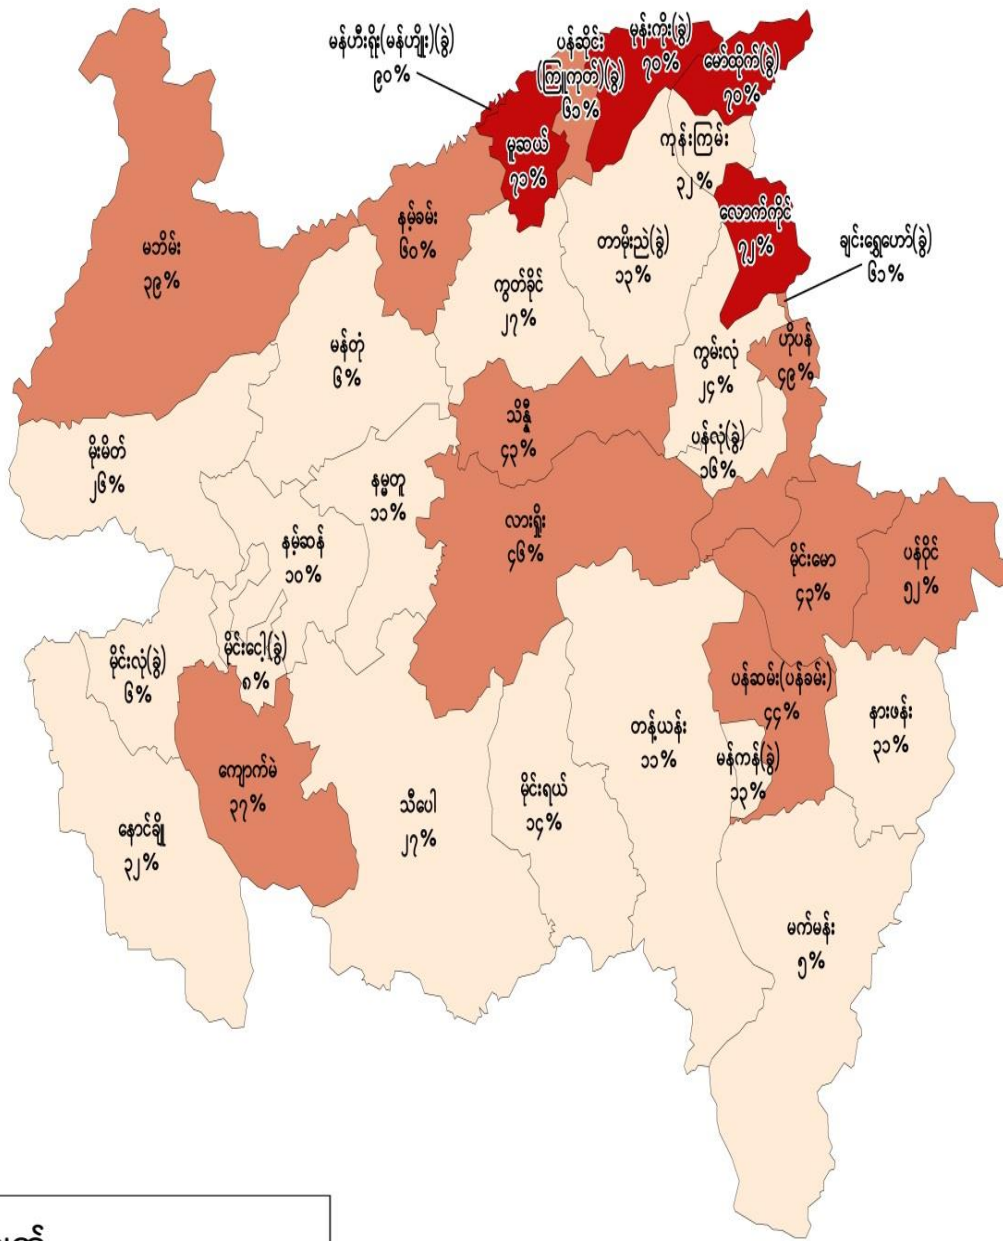 မန်ဟီးရိုး(မန်ဟျိုး)(ခွဲ)
၉၀%
ပန်ဆိုင်း
(ကြူကုတ်)(ခွဲ)
၆၁%
မုန်းကိုး(ခွဲ)
၇၀%
မော်ထိုက်(ခွဲ)
၇၀%
မူဆယ်
၇၁%
ကုန်းကြမ်း
၃၂%
လောက်ကိုင်
၇၂%
ချင်းရွှေဟော်(ခွဲ)
၆၁%
မဘိမ်း
၃၉%
နမ့်ခမ်း
၆၀%
တာမိုးညဲ(ခွဲ)
၁၃%
ကွတ်ခိုင်
၂၇%
မန်တုံ
၆%
ကွမ်းလုံ
၂၄%
ဟိုပန်
၄၉%
သိန္နီ
၄၃%
ပန်လုံ(ခွဲ)
၁၆%
မိုးမိတ်
၂၆%
နမ္မတူ
၁၁%
လားရှိုး
၄၆%
နမ့်ဆန်
၁၀%
မိုင်းမော
၄၃%
ပန်ဝိုင်
၅၂%
မိုင်းလုံ(ခွဲ)
၆%
မိုင်းငေါ့(ခွဲ)
၈%
ပန်ဆမ်း(ပန်ခမ်း)
၄၄%
နားဖန်း
၃၁%
တန့်ယန်း
၁၁%
မန်ကန်(ခွဲ)
၁၃%
ကျောက်မဲ
၃၇%
သီပေါ
၂၇%
မိုင်းရယ်
၁၄%
နောင်ချို
၃၂%
မက်မန်း
၅%